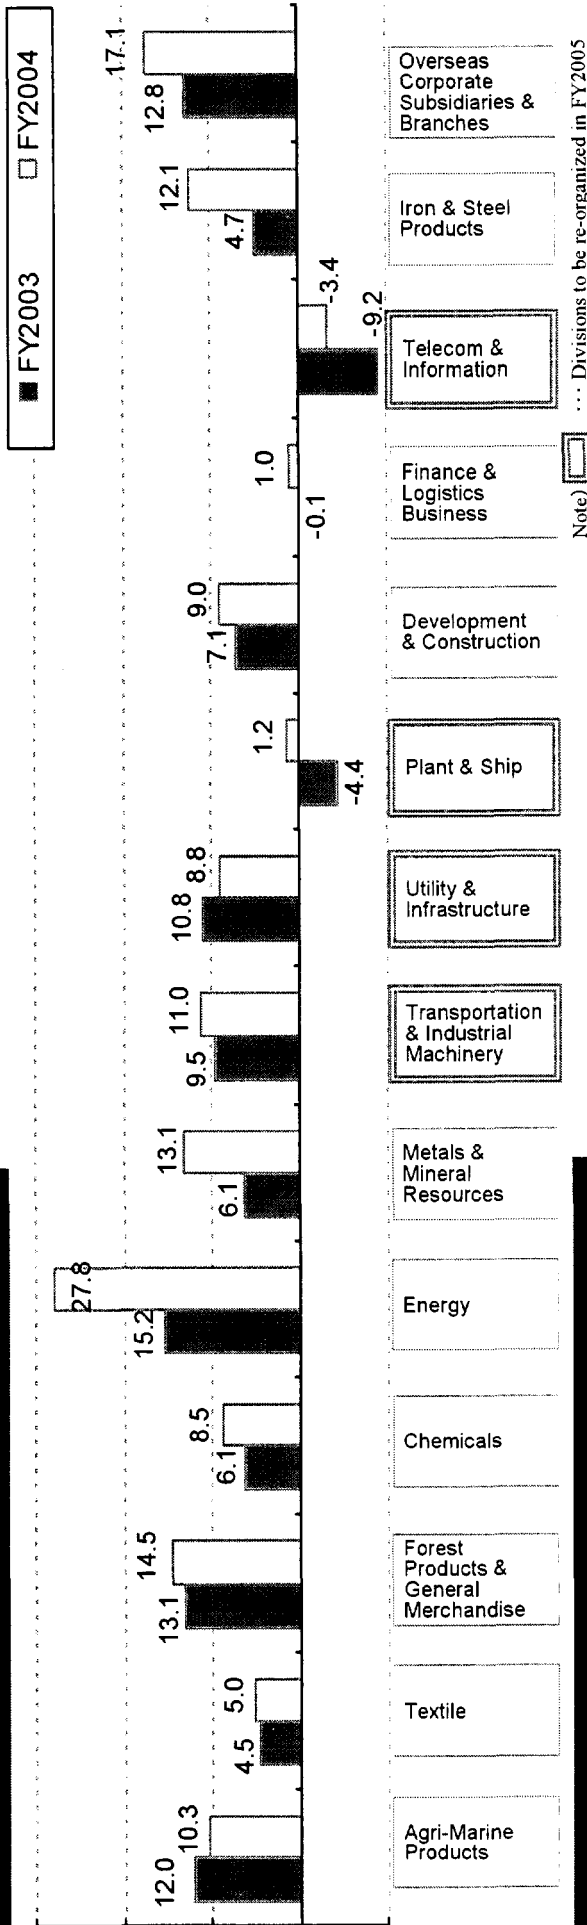 FY2003 FY2004
12.0
10.3
4.5
5.0
13.1
14.5
6.1
8.5
15.2
27.8
6.1
13.1
9.5
11.0
10.8
8.8
-4.4
1.2
7.1
9.0
-0.1
1.0
-9.2
-3.4
4.7
12.1
12.8
17.1
Agri-Marine
Products
Textile
Forest
Products &
General
Merchandise
Chemicals
Energy
Metals &
Mineral
Resources
Transportation
& Industrial
Machinery
Utility &
Infrastructure
Plant & Ship
Development
& Construction
Finance &
Logistics
Business
Telecom &
Information
Iron & Steel
Products
Overseas
Corporate
Subsidiaries &
Branches
Note) ··· Divisions to be re-organized in FY2005